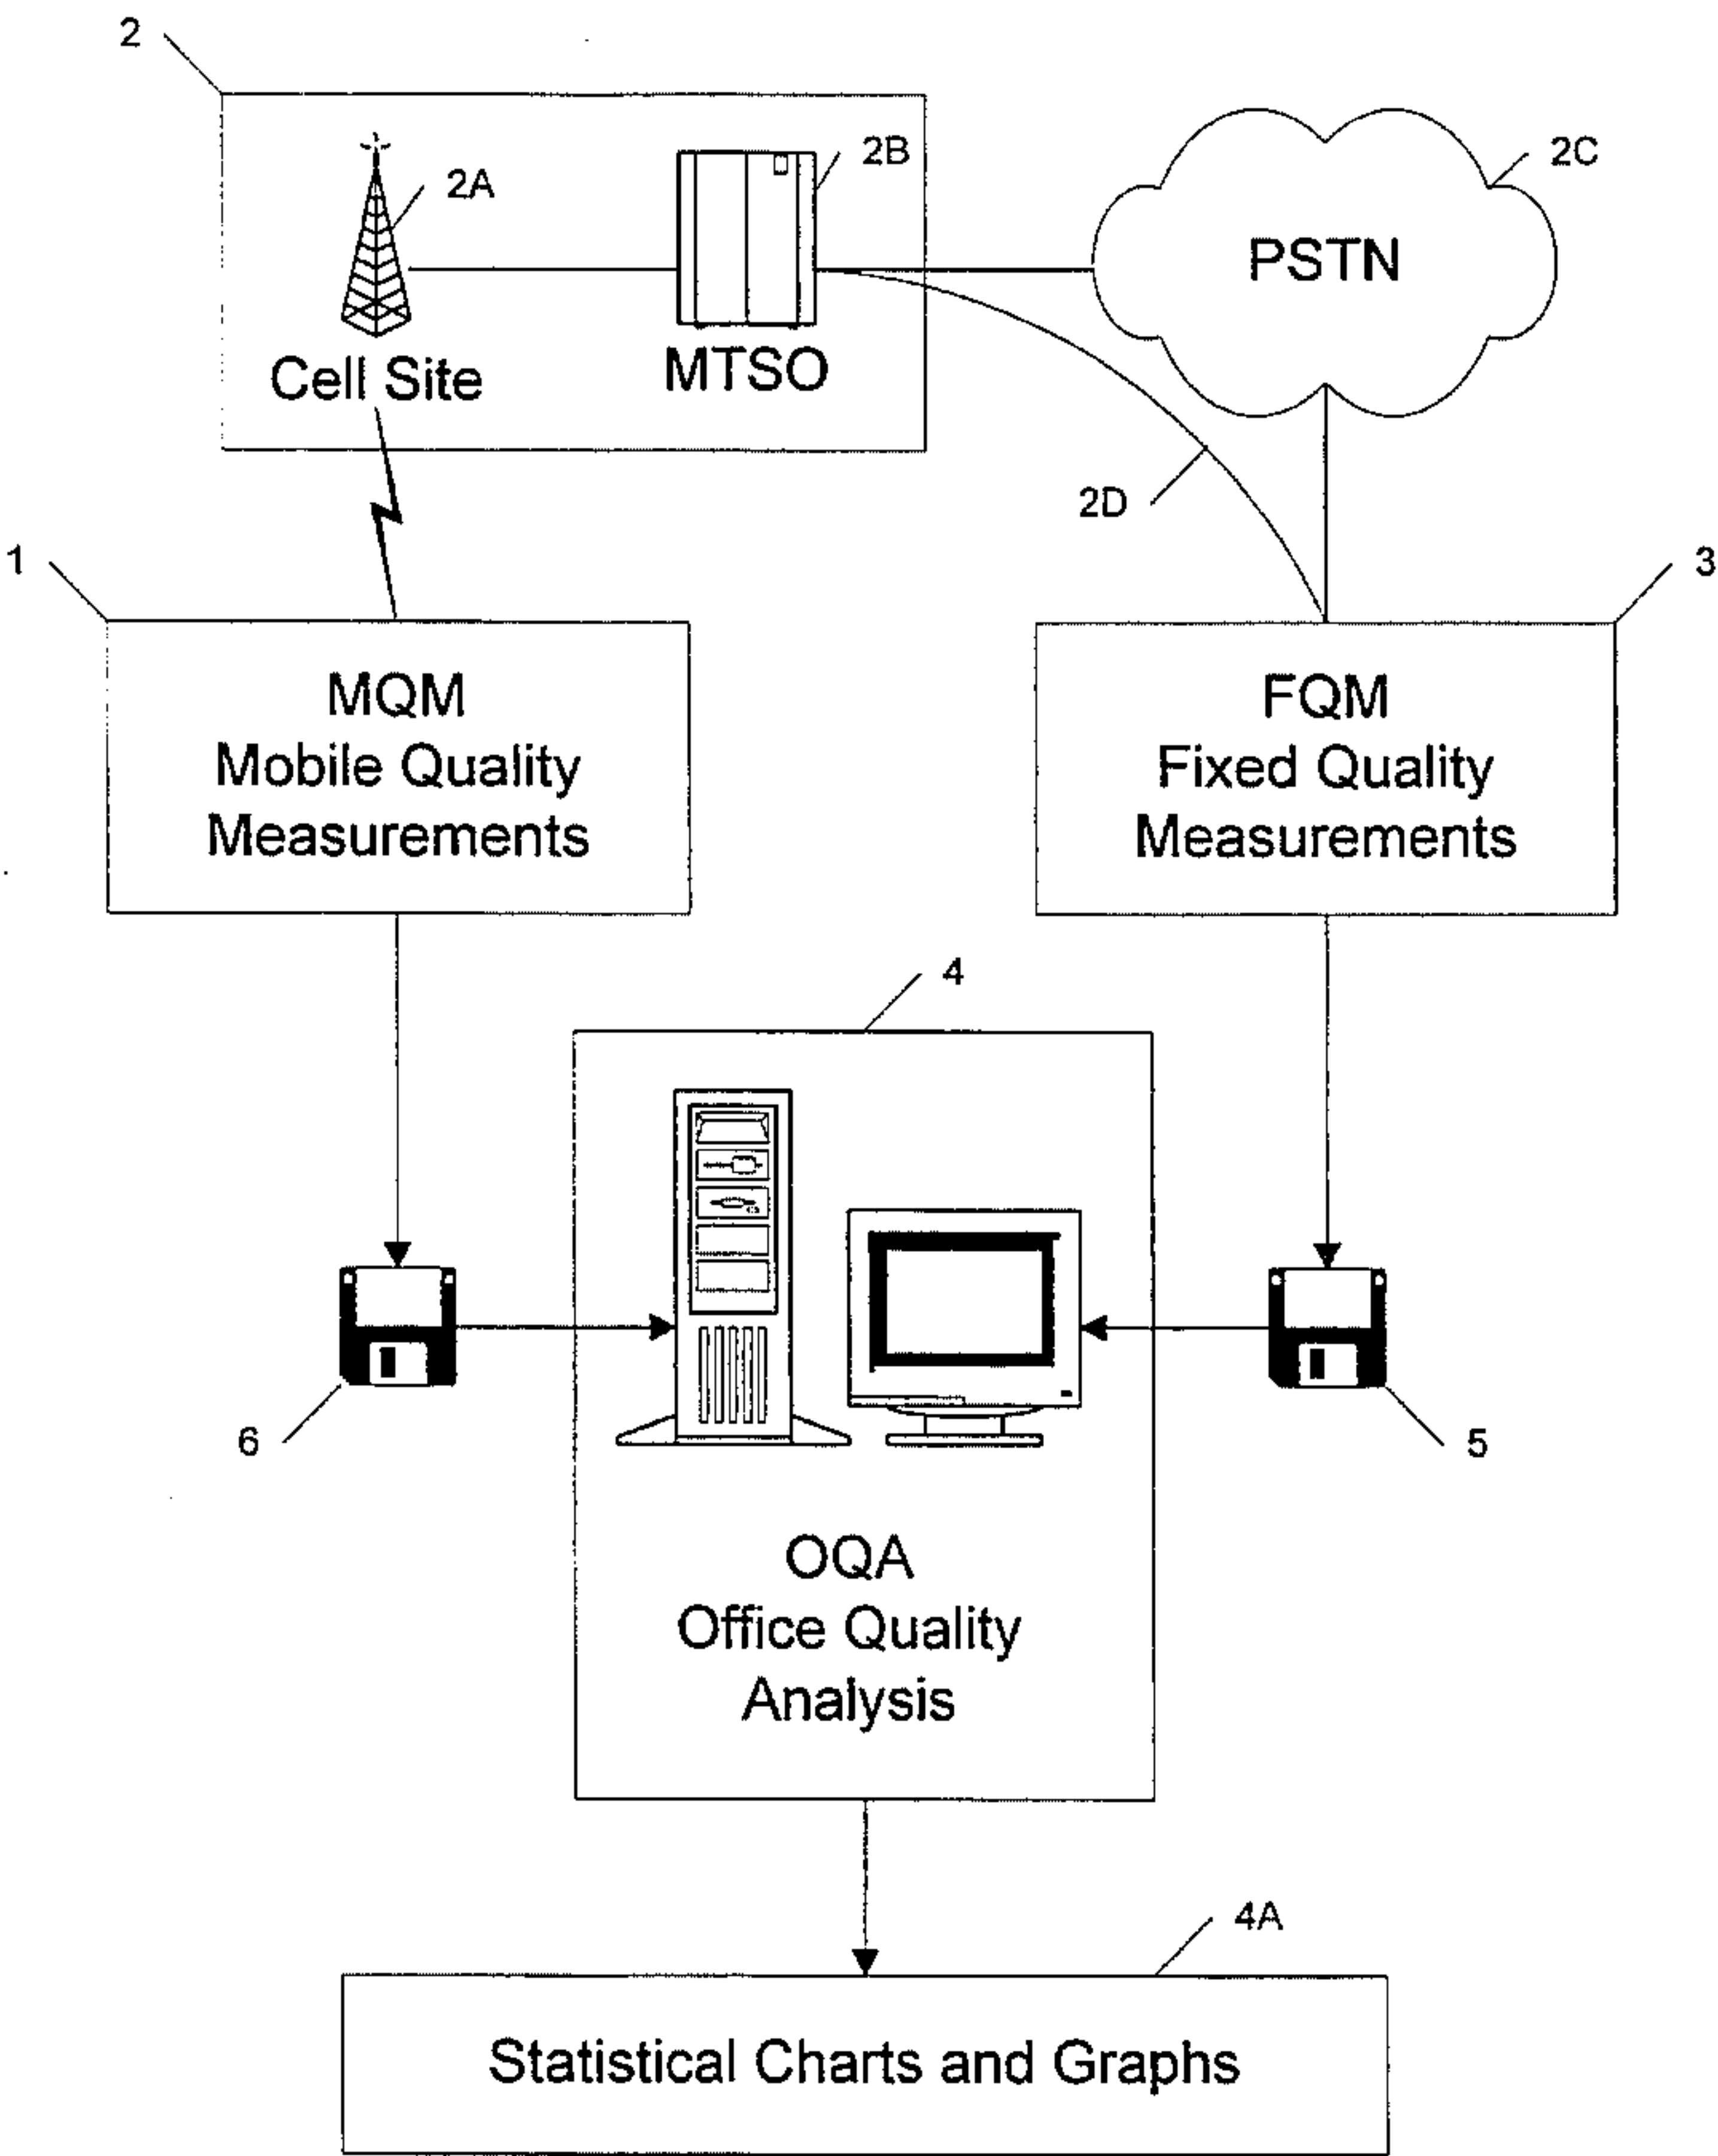 2
2A
2B
2C
PSTN
Cell Site
MTSO
2D
1
3
MQM
Mobile Quality
Measurements
FQM
Fixed Quality
Measurements
4
6
5
OQA
Office Quality
Analysis
4A
Statistical Charts and Graphs